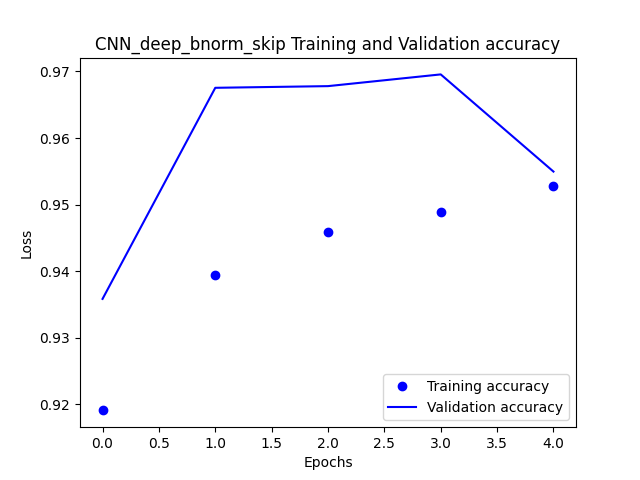 CNN_deep_bnorm_skip Training and Validation accuracy
0.97
0.96
0.95
0.94
0.93
0.92
Loss
0.0 0.5 1.0 1.5 2.0 2.5 3.0 3.5 4.0
Epochs
Training accuracy
Validation accuracy